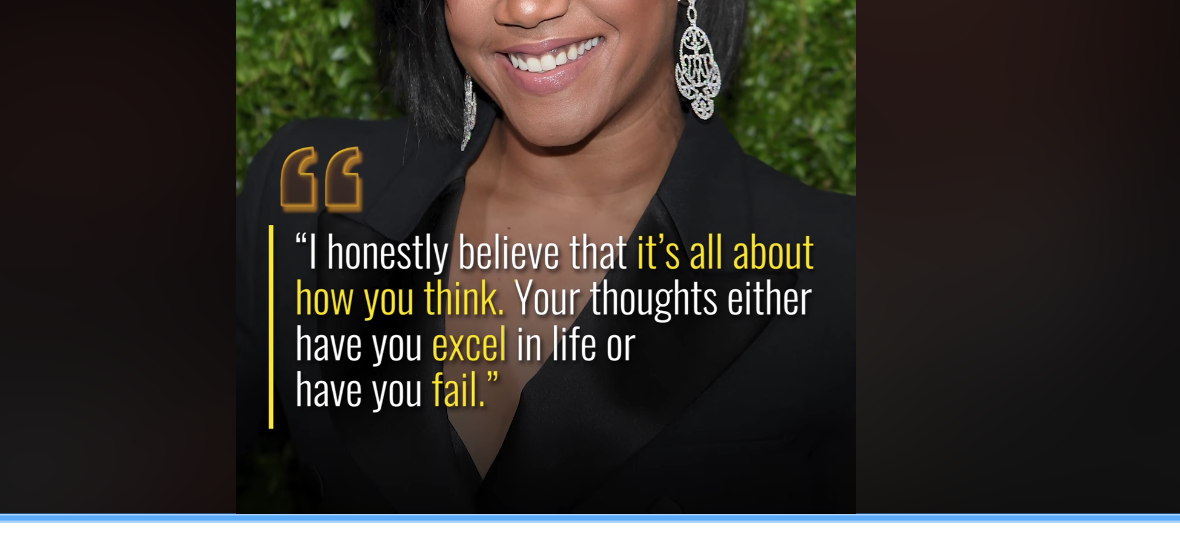 “I honestly believe that it’s all about
how you think. Your thoughts either
have you excel in life or
have you fail.”